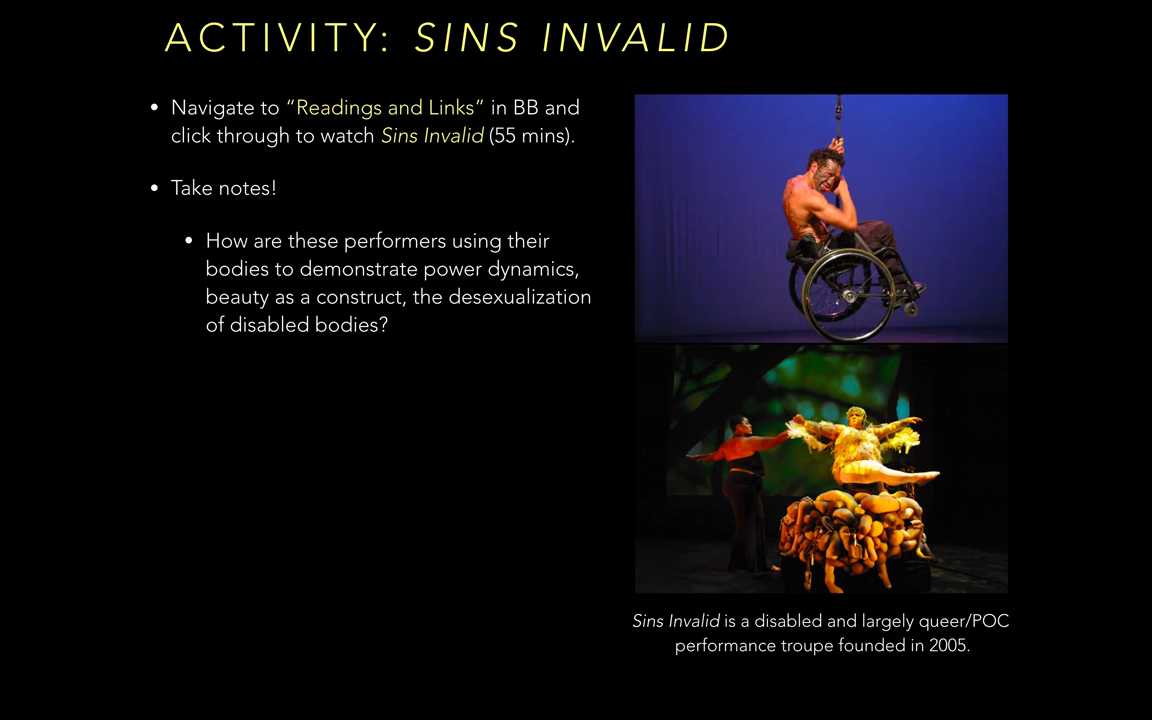 ACTIVITY: SINS INVALID
• Navigate to “Readings and Links” in BB and
click through to watch Sins Invalid (55 mins).
• Take notes!
• How are these performers using their
bodies to demonstrate power dynamics,
beauty as a construct, the desexualization
of disabled bodies?
Sins Invalid is a disabled and largely queer/POC
performance troupe founded in 2005.